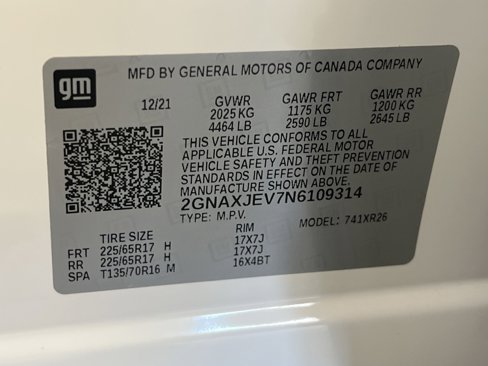 gm
MFD BY GENERAL MOTORS OF CANADA COMPANY
12/21 GVWR GAWR FRT GAWR RR
2025 KG 1175 KG 1200 KG
4464 LB 2590 LB 2645 LB
THIS VEHICLE CONFORMS TO ALL
APPLICABLE U.S. FEDERAL MOTOR
VEHICLE SAFETY AND THEFT PREVENTION
STANDARDS IN EFFECT ON THE DATE OF
MANUFACTURE SHOWN ABOVE.
2GNAXJEV7N6109314
TYPE: M.P.V. MODEL: 741XR26
TIRE SIZE RIM
FRT 225/65R17 H 17X7J
RR 225/65R17 H 17X7J
SPA T135/70R16 M 16X4BT